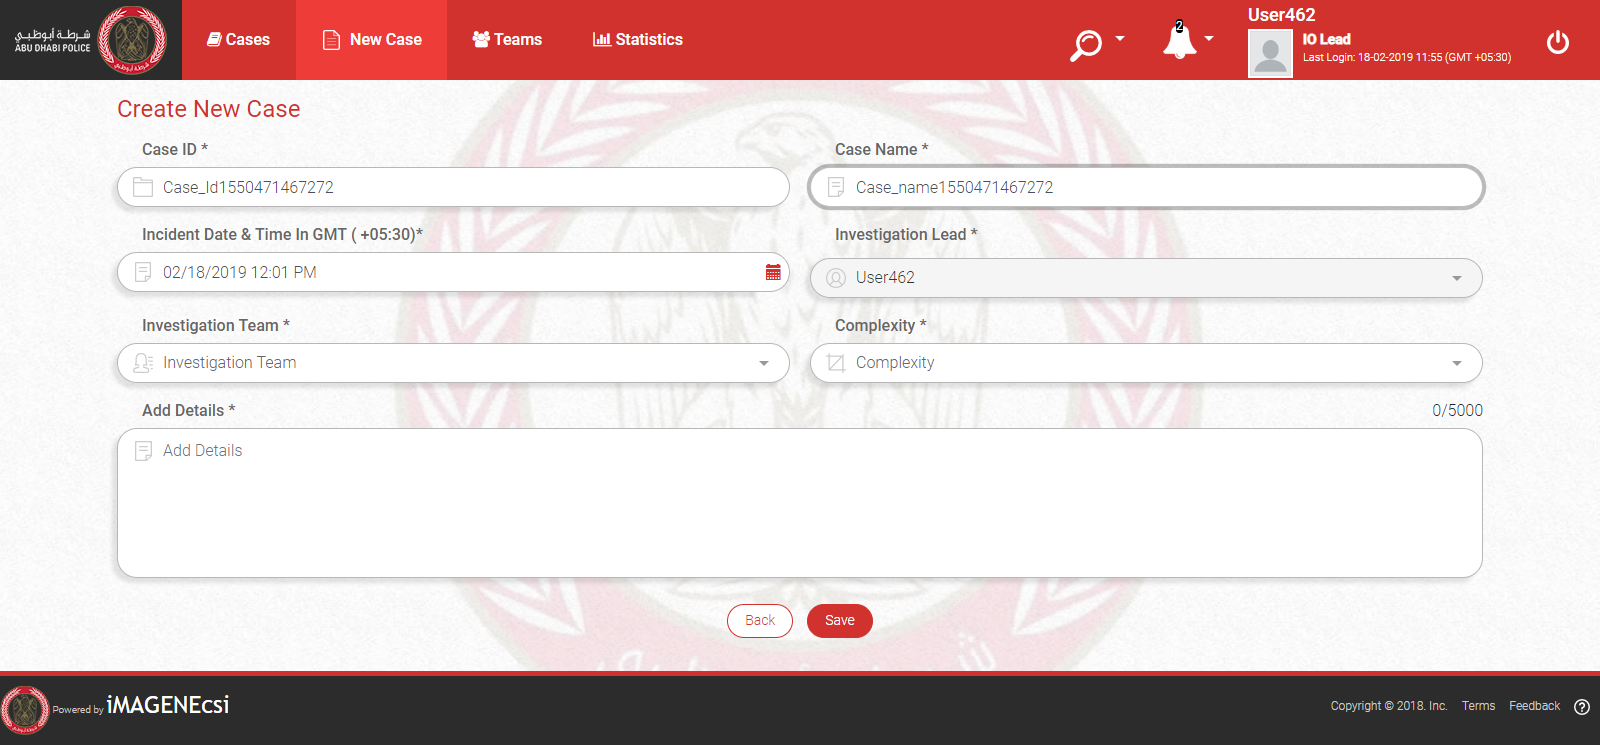 شرطة أبوظبي
ABU DHABI POLICE
شرطة أبوظبي
Cases
New Case
Teams
Statistics
2
User462
IO Lead
Last Login: 18-02-2019 11:55 (GMT +05:30)
Create New Case
Case ID *
Case Name *
Case_Id1550471467272
Case_name1550471467272
Incident Date & Time In GMT ( +05:30)*
Investigation Lead *
02/18/2019 12:01 PM
User462
Investigation Team *
Complexity *
Investigation Team
Complexity
Add Details *
0/5000
Add Details
Back
Save
Powered by iMAGENEcsi
Copyright © 2018. Inc.
Terms
Feedback
?